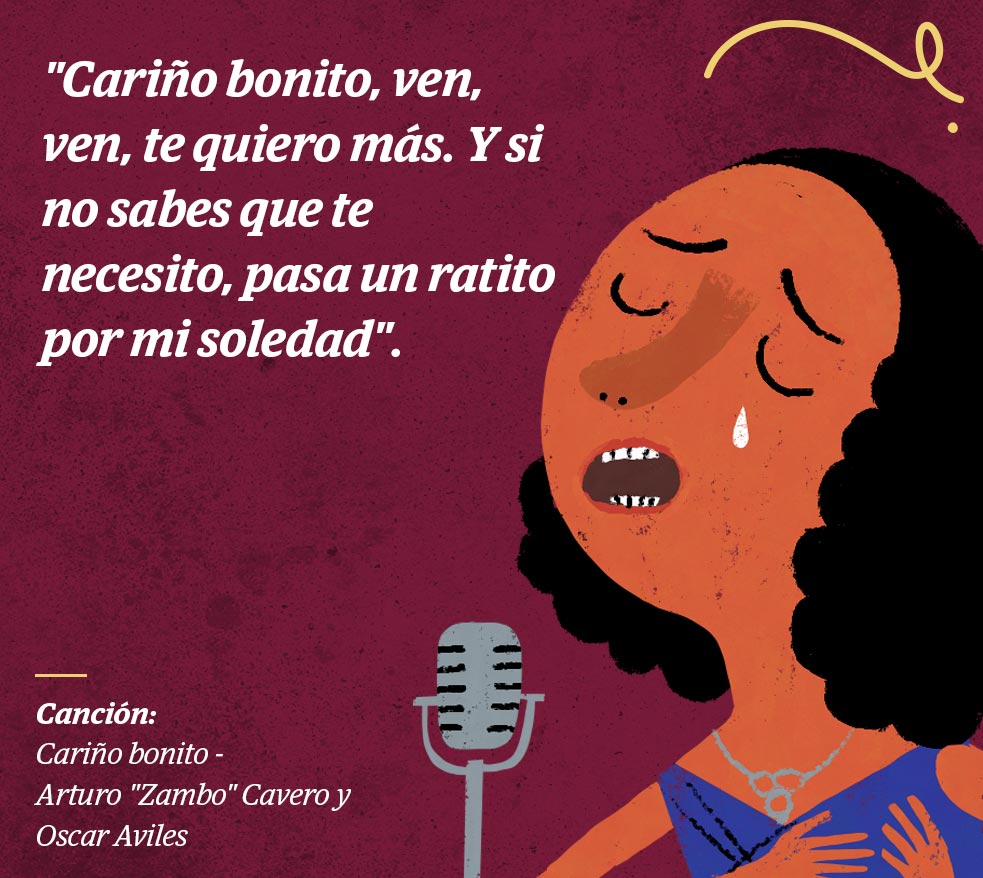 "Cariño bonito, ven,
ven, te quiero más. Y si
no sabes que te
necesito, pasa un ratito
por mi soledad".
Canción:
Cariño bonito -
Arturo "Zambo" Cavero y
Oscar Aviles